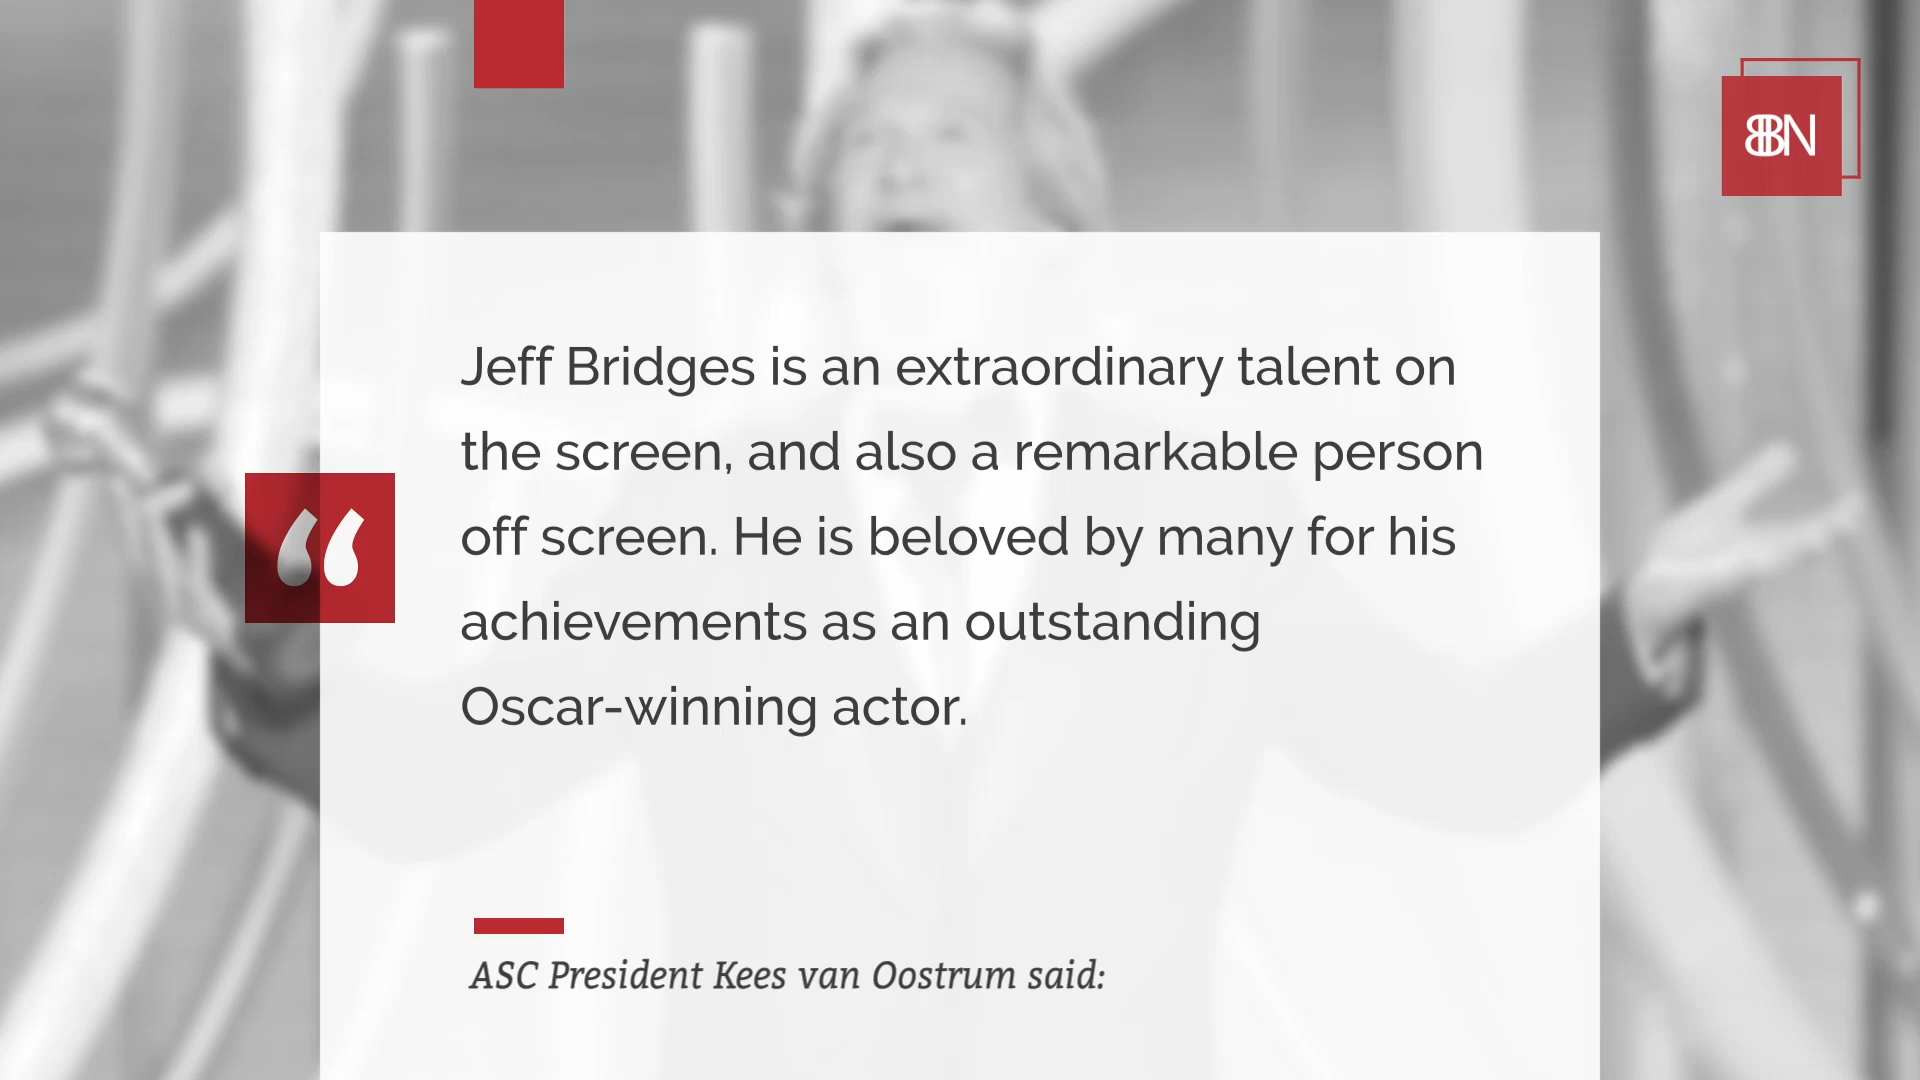 BBN
Jeff Bridges is an extraordinary talent on
the screen, and also a remarkable person
off screen. He is beloved by many for his
achievements as an outstanding
Oscar-winning actor.
ASC President Kees van Oostrum said: